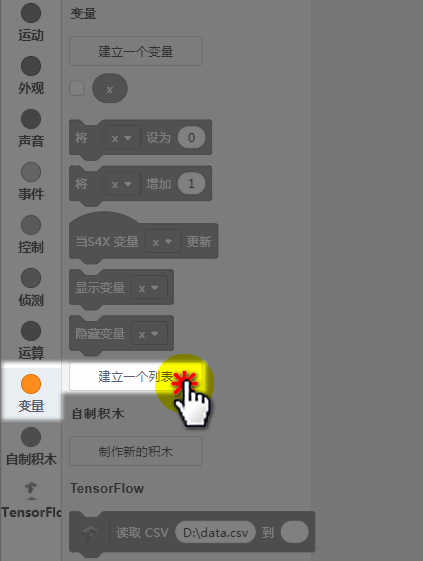 运动
外观
声音
事件
控制
侦测
运算
变量
自制积木
TensorFlo
变量
建立一个变量
x
将 x 设为 0
将 x 增加 1
当S4X 变量 x 更新
显示变量 x
隐藏变量 x
建立一个列表
自制积木
制作新的积木
TensorFlow
读取 CSV D:\data.csv 到